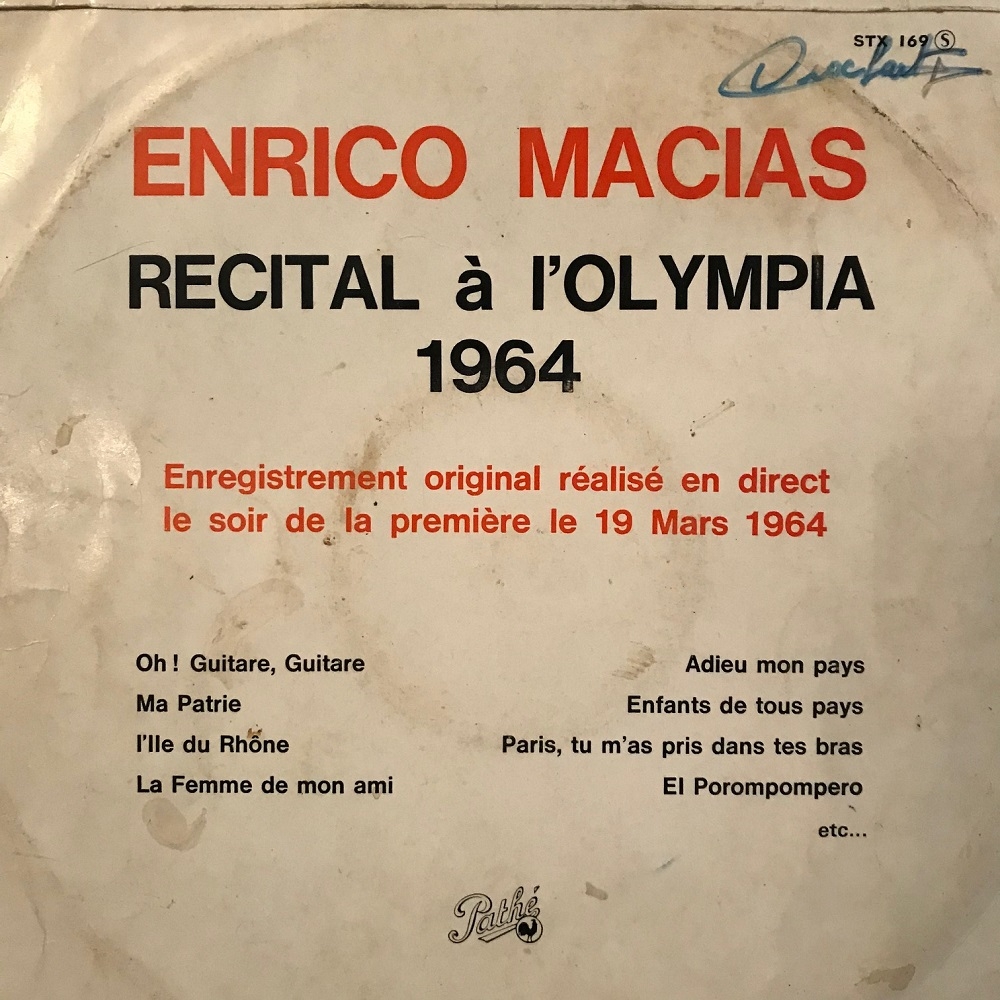 STX 169 Ⓢ
ENRICO MACIAS
RECITAL à l'OLYMPIA
1964
Enregistrement original réalisé en direct
le soir de la première le 19 Mars 1964
Oh! Guitare, Guitare
Ma Patrie
l'Ile du Rhône
La Femme de mon ami
Adieu mon pays
Enfants de tous pays
Paris, tu m'as pris dans tes bras
El Porompompero
etc...
Pathé